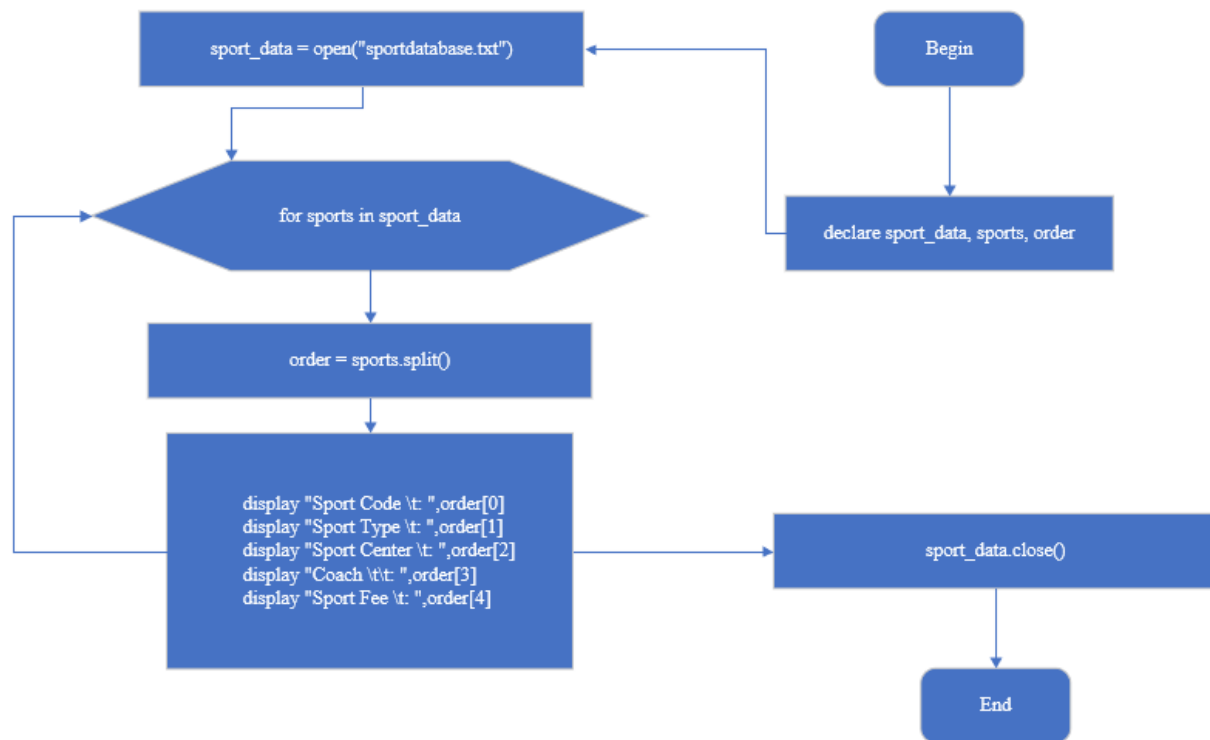 Begin
declare sport_data, sports, order
sport_data = open("sportdatabase.txt")
for sports in sport_data
order = sports.split()
display "Sport Code \t: ",order[0]
display "Sport Type \t: ",order[1]
display "Sport Center \t: ",order[2]
display "Coach \t\t: ",order[3]
display "Sport Fee \t: ",order[4]
sport_data.close()
End